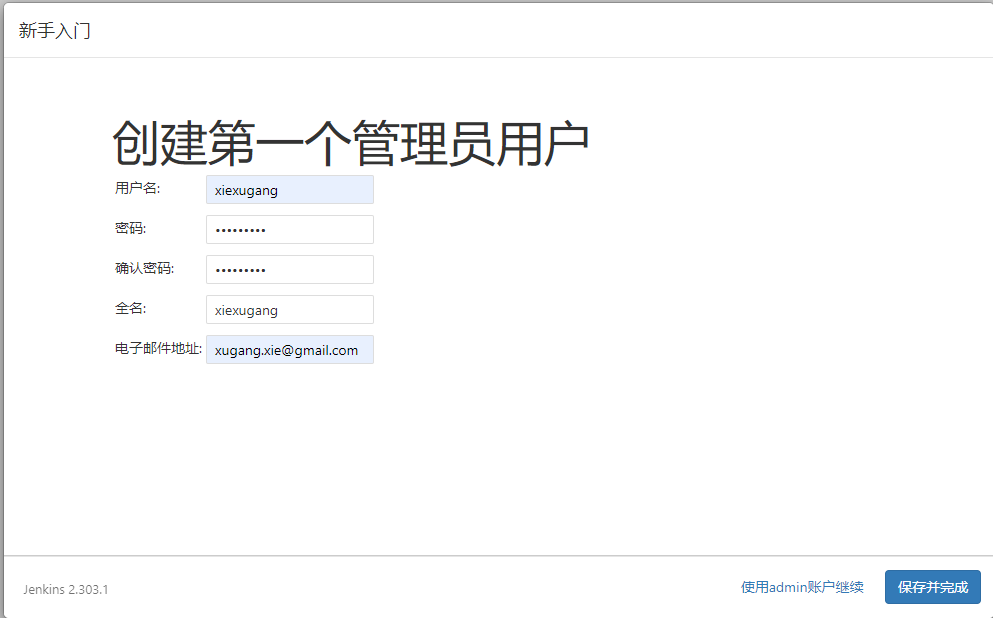 新手入门
创建第一个管理员用户
用户名: xiexugang
密码: •••••••••
确认密码: •••••••••
全名: xiexugang
电子邮件地址: xugang.xie@gmail.com
Jenkins 2.303.1 使用admin账户继续 保存并完成